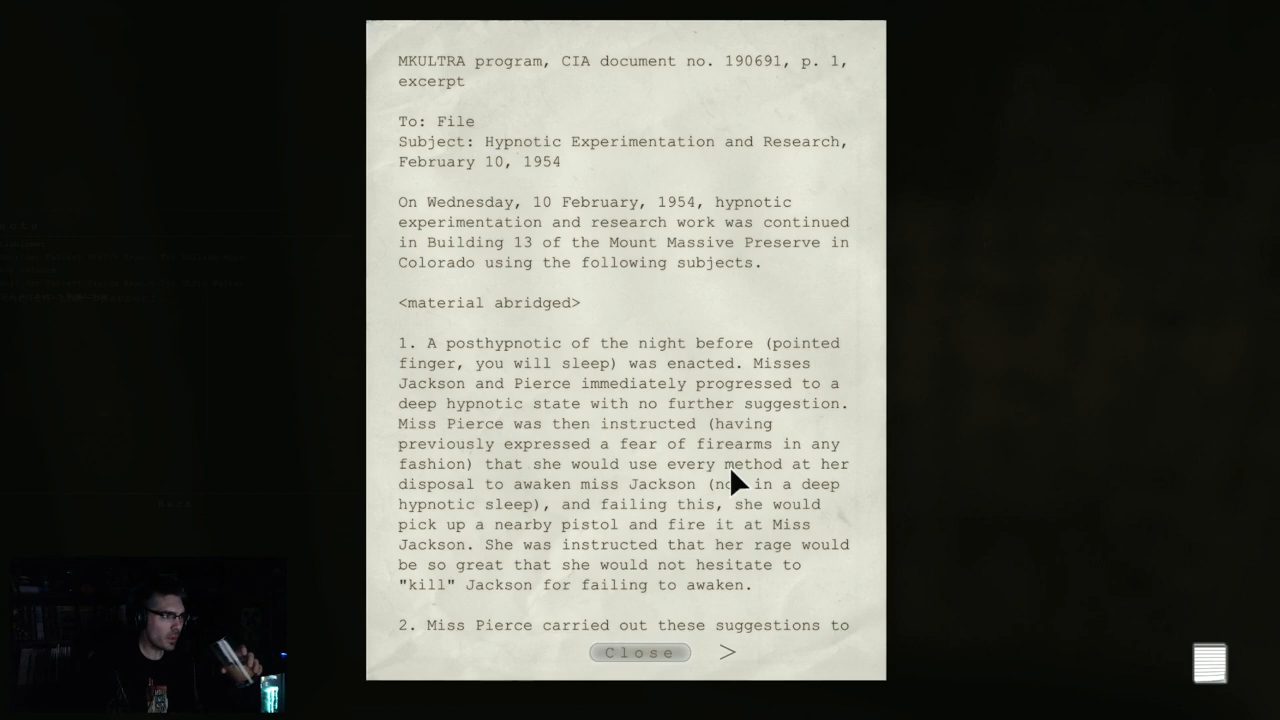 MKULTRA program, CIA document no. 190691, p. 1,
excerpt
To: File
Subject: Hypnotic Experimentation and Research,
February 10, 1954
On Wednesday, 10 February, 1954, hypnotic
experimentation and research work was continued
in Building 13 of the Mount Massive Preserve in
Colorado using the following subjects.
<material abridged>
1. A posthypnotic of the night before (pointed
finger, you will sleep) was enacted. Misses
Jackson and Pierce immediately progressed to a
deep hypnotic state with no further suggestion.
Miss Pierce was then instructed (having
previously expressed a fear of firearms in any
fashion) that she would use every method at her
disposal to awaken miss Jackson (now in a deep
hypnotic sleep), and failing this, she would
pick up a nearby pistol and fire it at Miss
Jackson. She was instructed that her rage would
be so great that she would not hesitate to
"kill" Jackson for failing to awaken.
2. Miss Pierce carried out these suggestions to
Close >